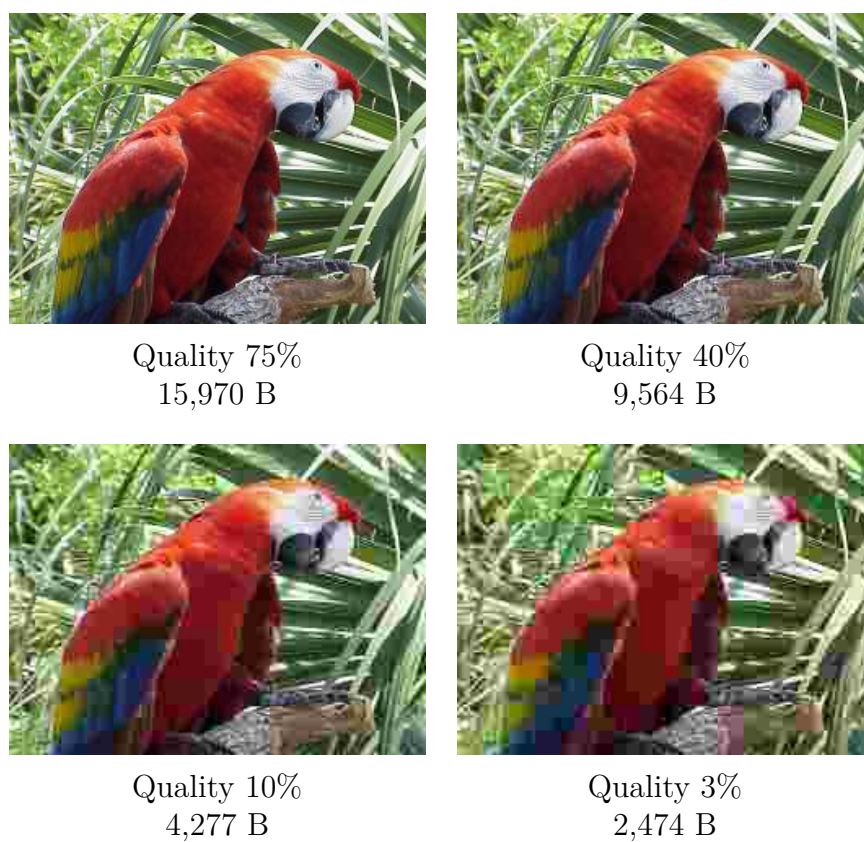 Quality 75%
15,970 B
Quality 40%
9,564 B
Quality 10%
4,277 B
Quality 3%
2,474 B